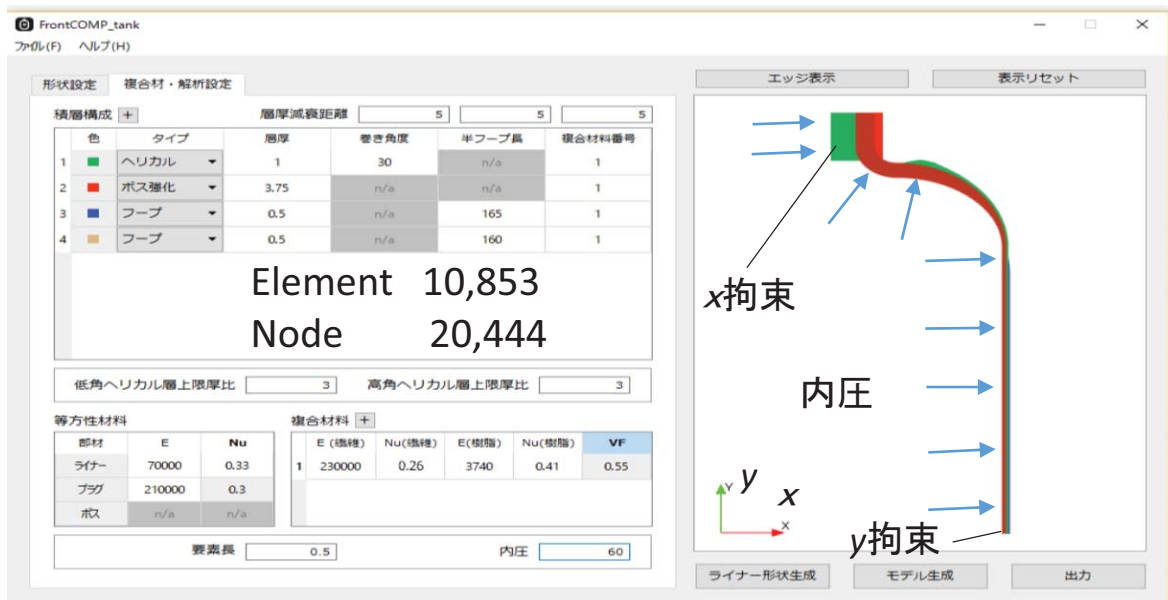 FrontCOMP_tank
ファイル(F) ヘルプ(H)
形状設定 複合材・解析設定
積層構成 + 層厚減衰距離 5 5 5
色 タイプ 層厚 巻き角度 半フープ長 複合材料番号
1 ヘリカル 1 30 n/a 1
2 ボス強化 3.75 n/a n/a 1
3 フープ 0.5 n/a 165 1
4 フープ 0.5 n/a 160 1
Element 10,853
Node 20,444
低角ヘリカル層上限厚比 3 高角ヘリカル層上限厚比 3
等方性材料 複合材料 +
部材 E Nu
ライナー 70000 0.33
プラグ 210000 0.3
ボス n/a n/a
E (繊維) Nu(繊維) E(樹脂) Nu(樹脂) VF
1 230000 0.26 3740 0.41 0.55
要素長 0.5 内圧 60
エッジ表示 表示リセット
x拘束
内圧
Y y x
X
y拘束
ライナー形状生成 モデル生成 出力